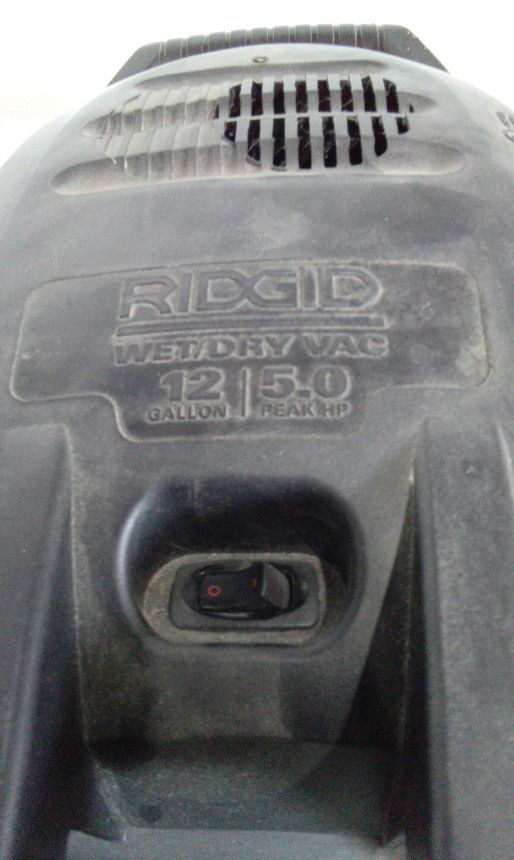 RIDGID
WET/DRY VAC
12 | 5.0
GALLON | PEAK HP
O I